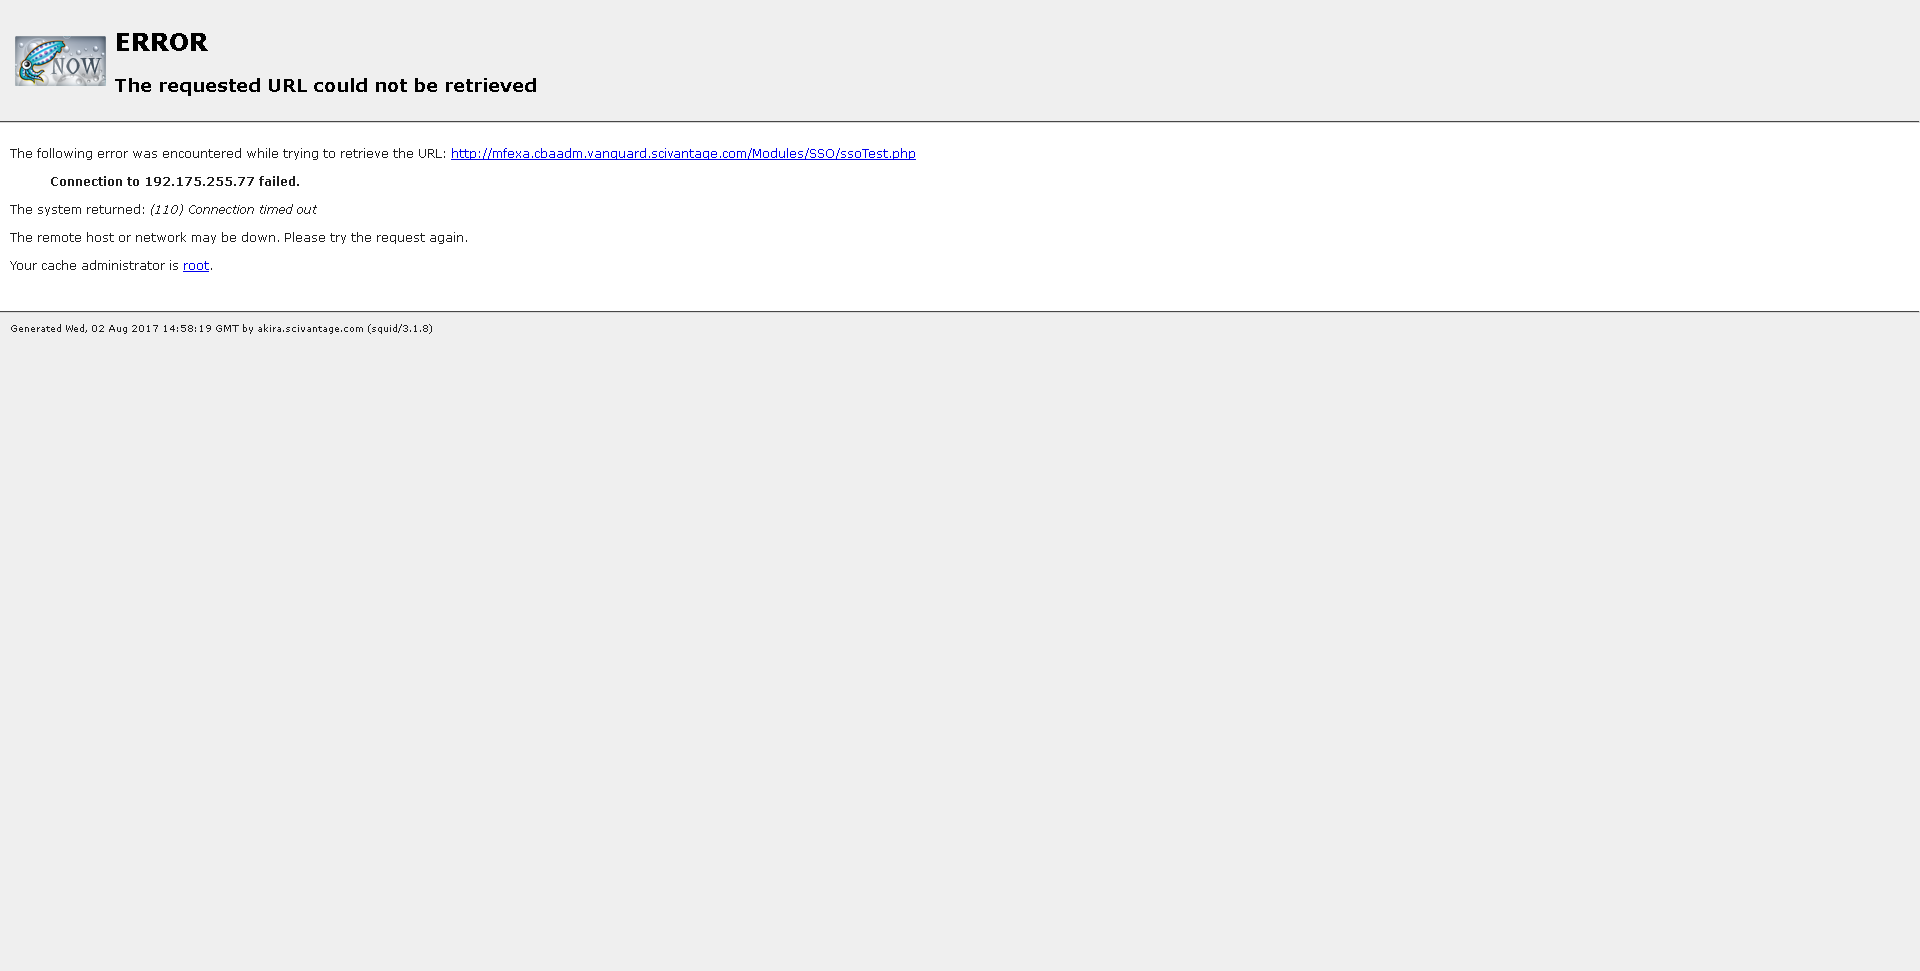 NOW
ERROR
The requested URL could not be retrieved
The following error was encountered while trying to retrieve the URL: http://mfexa.cbaadm.vanguard.scivantage.com/Modules/SSO/ssoTest.php
Connection to 192.175.255.77 failed.
The system returned: (110) Connection timed out
The remote host or network may be down. Please try the request again.
Your cache administrator is root.
Generated Wed, 02 Aug 2017 14:58:19 GMT by akira.scivantage.com (squid/3.1.8)